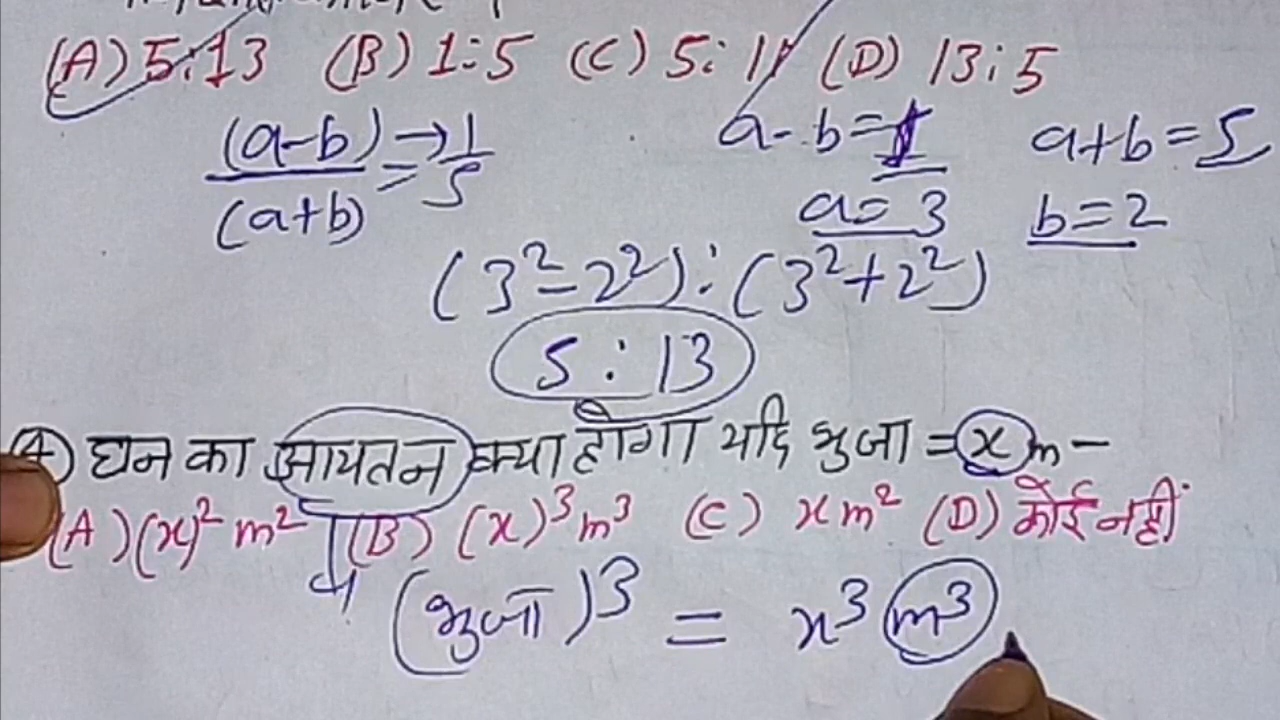 (A) 5:13 (B) 1:5 (C) 5:11 (D) 13:5
(a-b)/(a+b) = → 1/5 a-b=1 a+b=5
a=3 b=2
(3²-2²):(3²+2²)
5:13
(4) घन का आयतन क्या होगा यदि भुजा = x m -
(A) (x)² m² (B) (x)³ m³ (C) x m² (D) कोई नहीं
(भुजा)³ = x³ m³